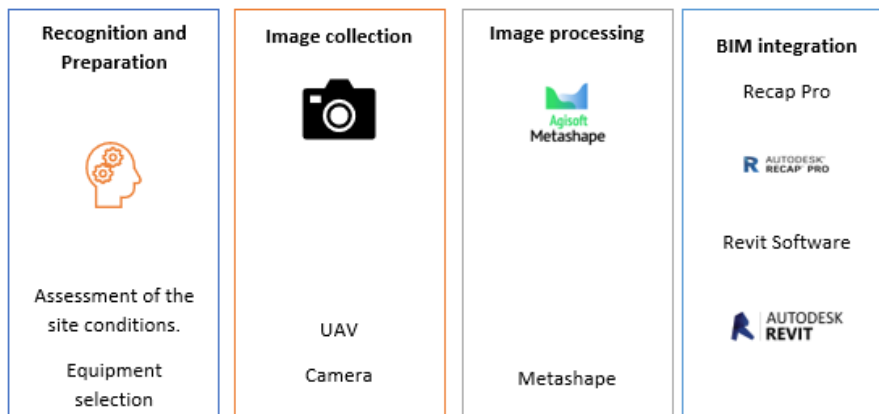 Recognition and
Preparation
Assessment of the
site conditions.
Equipment
selection
Image collection
UAV
Camera
Image processing
Agisoft
Metashape
Metashape
BIM integration
Recap Pro
R AUTODESK®
RECAP® PRO
Revit Software
AUTODESK
REVIT